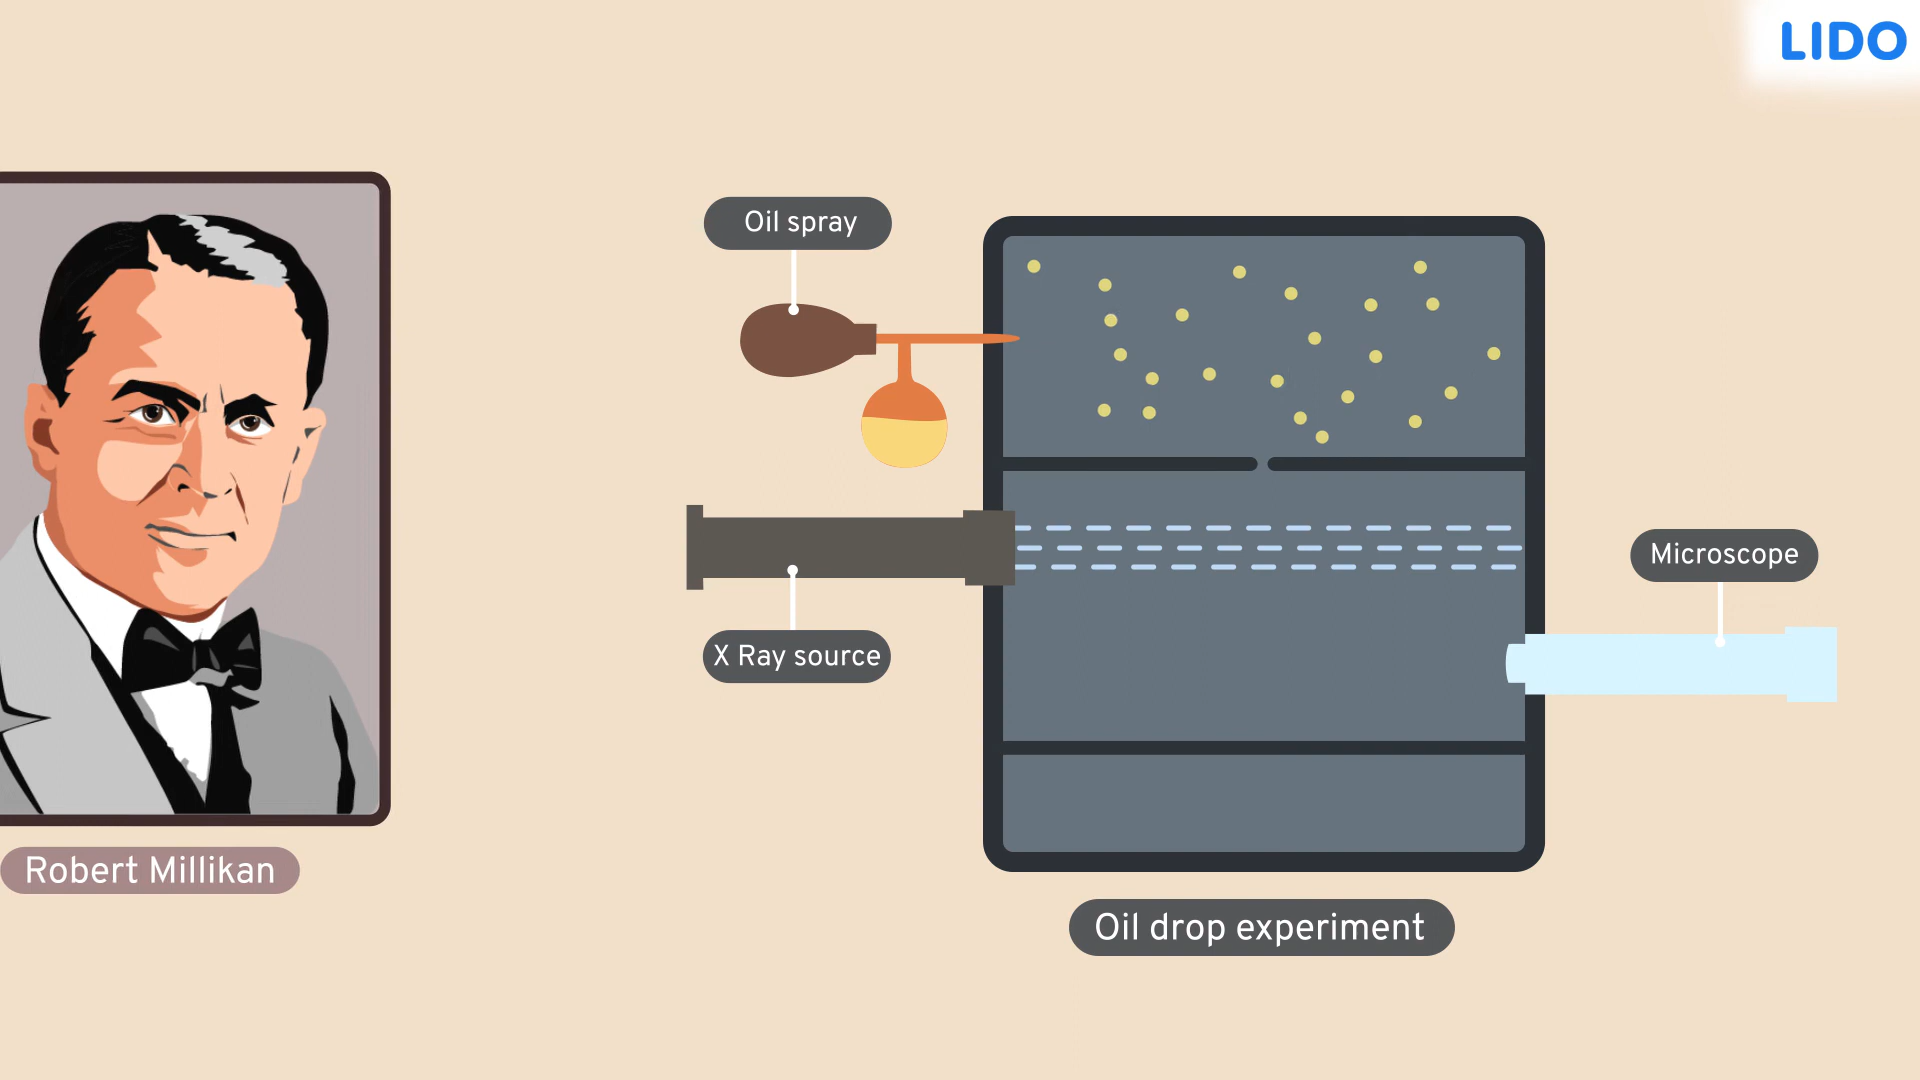 LIDO
Oil spray
X Ray source
Microscope
Robert Millikan
Oil drop experiment